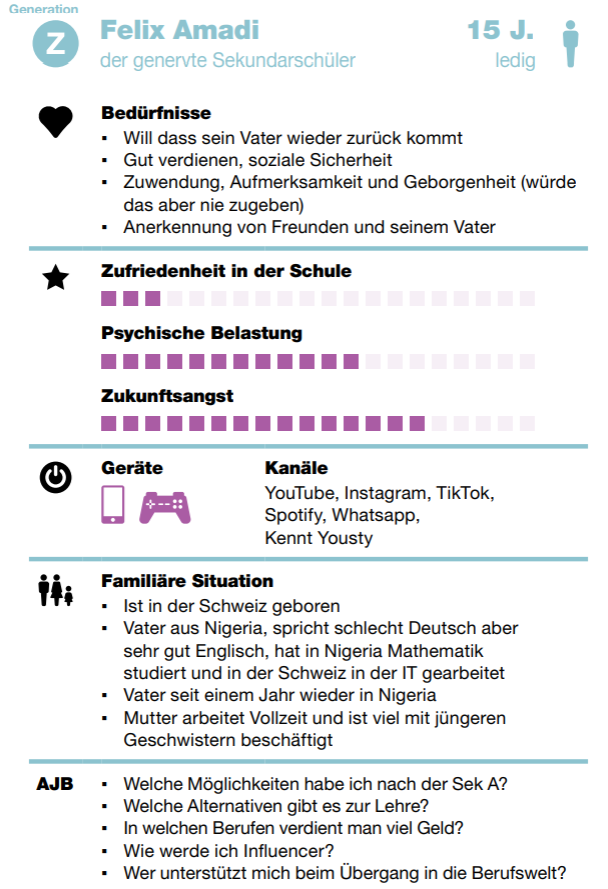 Generation
Z
Felix Amadi
15 J.
der genervte Sekundarschüler
ledig
Bedürfnisse
▪ Will dass sein Vater wieder zurück kommt
▪ Gut verdienen, soziale Sicherheit
▪ Zuwendung, Aufmerksamkeit und Geborgenheit (würde
das aber nie zugeben)
▪ Anerkennung von Freunden und seinem Vater
Zufriedenheit in der Schule
Psychische Belastung
Zukunftsangst
Geräte
Kanäle
YouTube, Instagram, TikTok,
Spotify, Whatsapp,
Kennt Yousty
Familiäre Situation
▪ Ist in der Schweiz geboren
▪ Vater aus Nigeria, spricht schlecht Deutsch aber
sehr gut Englisch, hat in Nigeria Mathematik
studiert und in der Schweiz in der IT gearbeitet
▪ Vater seit einem Jahr wieder in Nigeria
▪ Mutter arbeitet Vollzeit und ist viel mit jüngeren
Geschwistern beschäftigt
AJB
▪ Welche Möglichkeiten habe ich nach der Sek A?
▪ Welche Alternativen gibt es zur Lehre?
▪ In welchen Berufen verdient man viel Geld?
▪ Wie werde ich Influencer?
▪ Wer unterstützt mich beim Übergang in die Berufswelt?